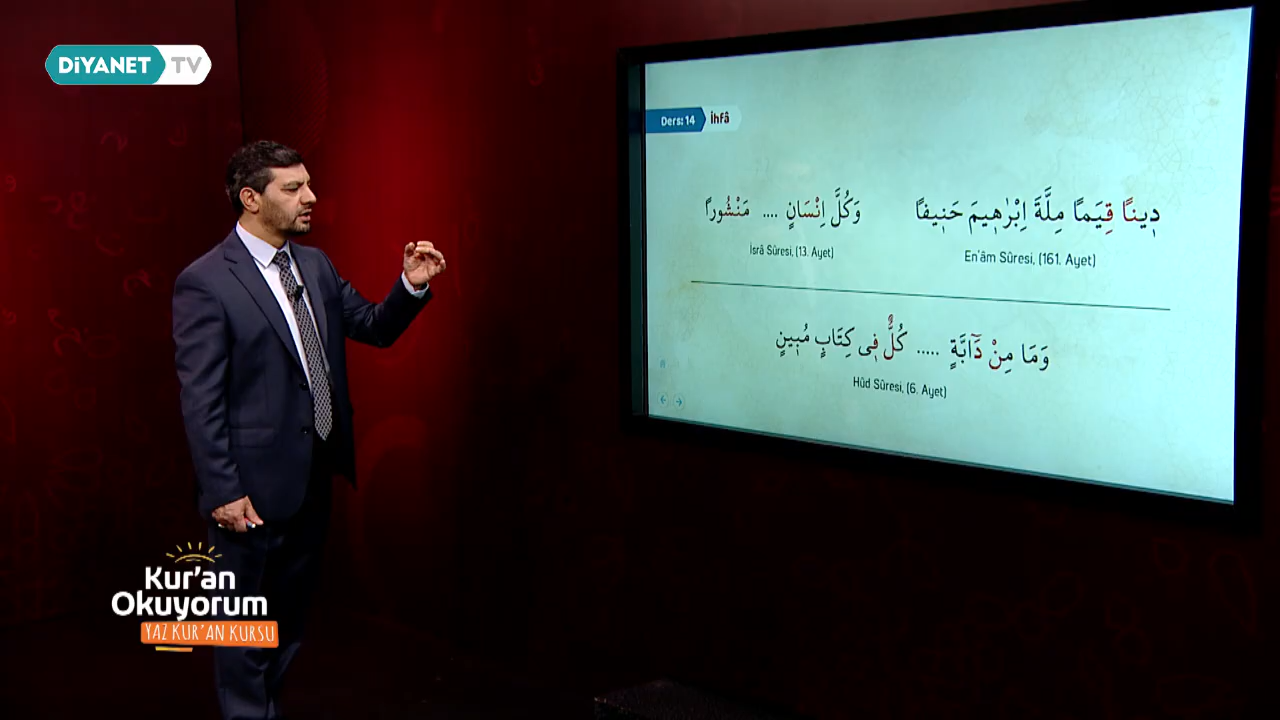 DİYANET TV
Ders: 14 İhfâ
دٖينًا قِيَمًا مِلَّةَ اِبْرٰهٖيمَ حَنٖيفًا
En'âm Sûresi, (161. Ayet)
وَكُلَّ اِنْسَانٍ .... مَنْشُورًا
İsrâ Sûresi, (13. Ayet)
وَمَا مِنْ دَٓابَّةٍ ..... كُلٌّ فٖى كِتَابٍ مُبٖينٍ
Hûd Sûresi, (6. Ayet)
Kur'an
Okuyorum
YAZ KUR'AN KURSU